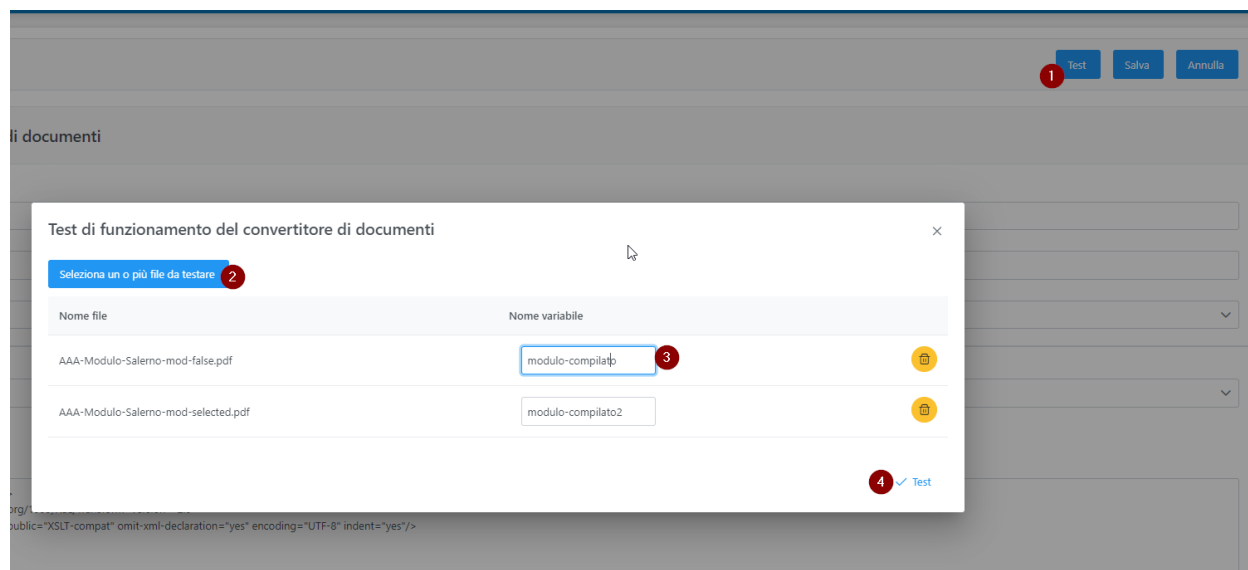 1
Test
Salva
Annulla
di documenti
Test di funzionamento del convertitore di documenti
Seleziona un o più file da testare
2
Nome file
Nome variabile
AAA-Modulo-Salerno-mod-false.pdf
modulo-compilato
3
AAA-Modulo-Salerno-mod-selected.pdf
modulo-compilato2
4
Test
public="XSLT-compat" omit-xml-declaration="yes" encoding="UTF-8" indent="yes"/>